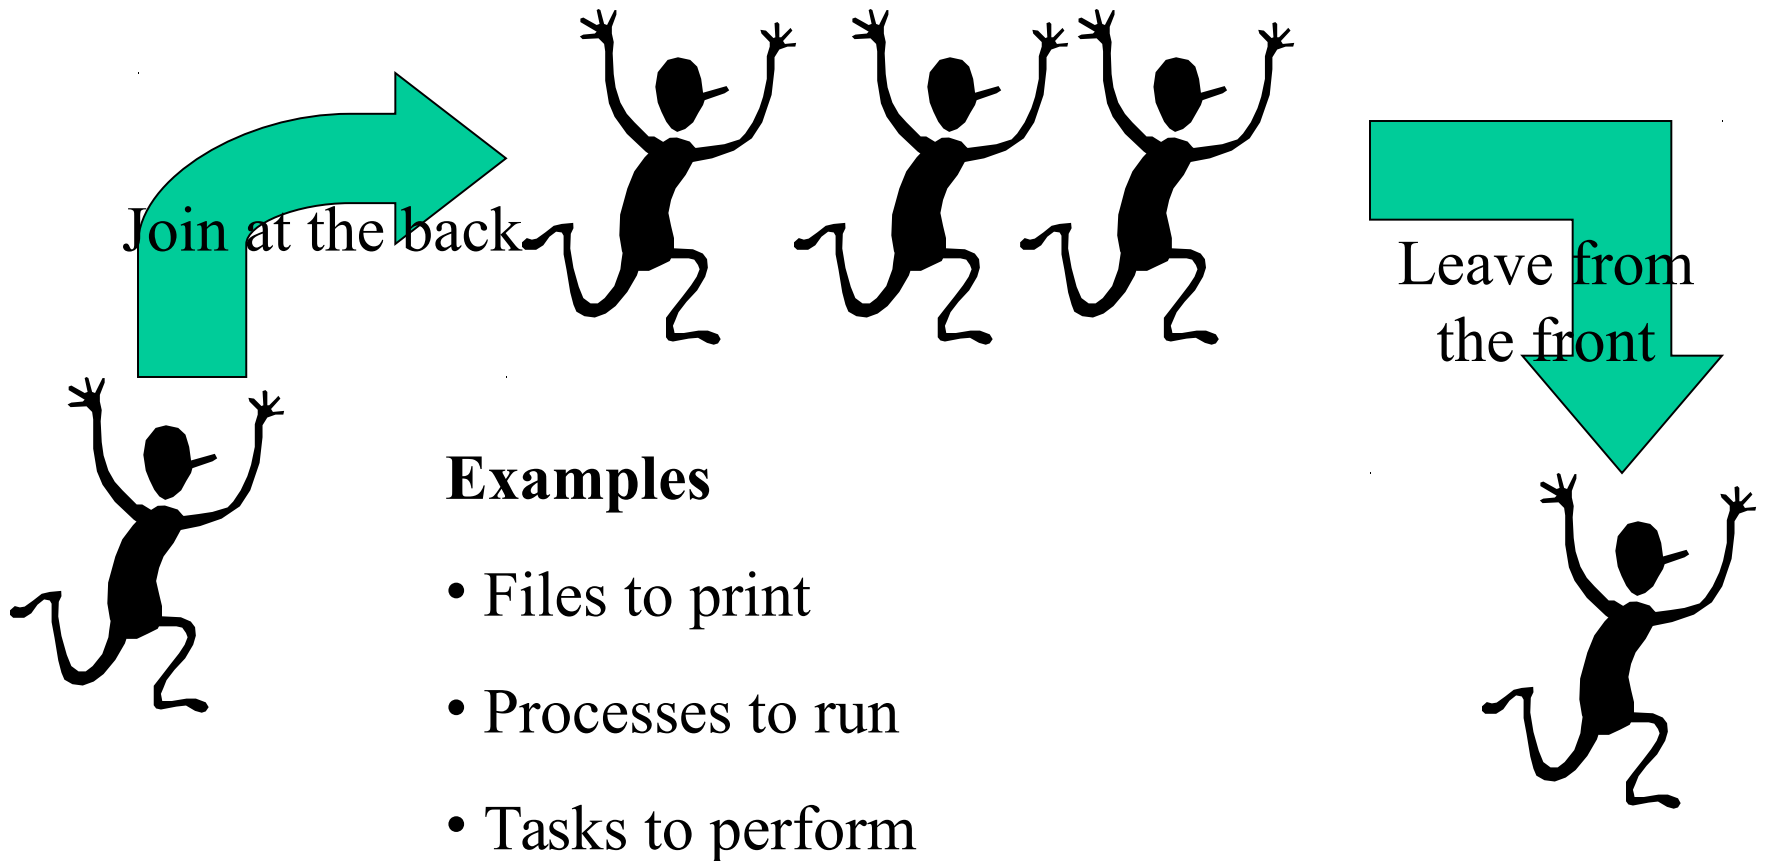 Join at the back
Leave from
the front
Examples
• Files to print
• Processes to run
• Tasks to perform